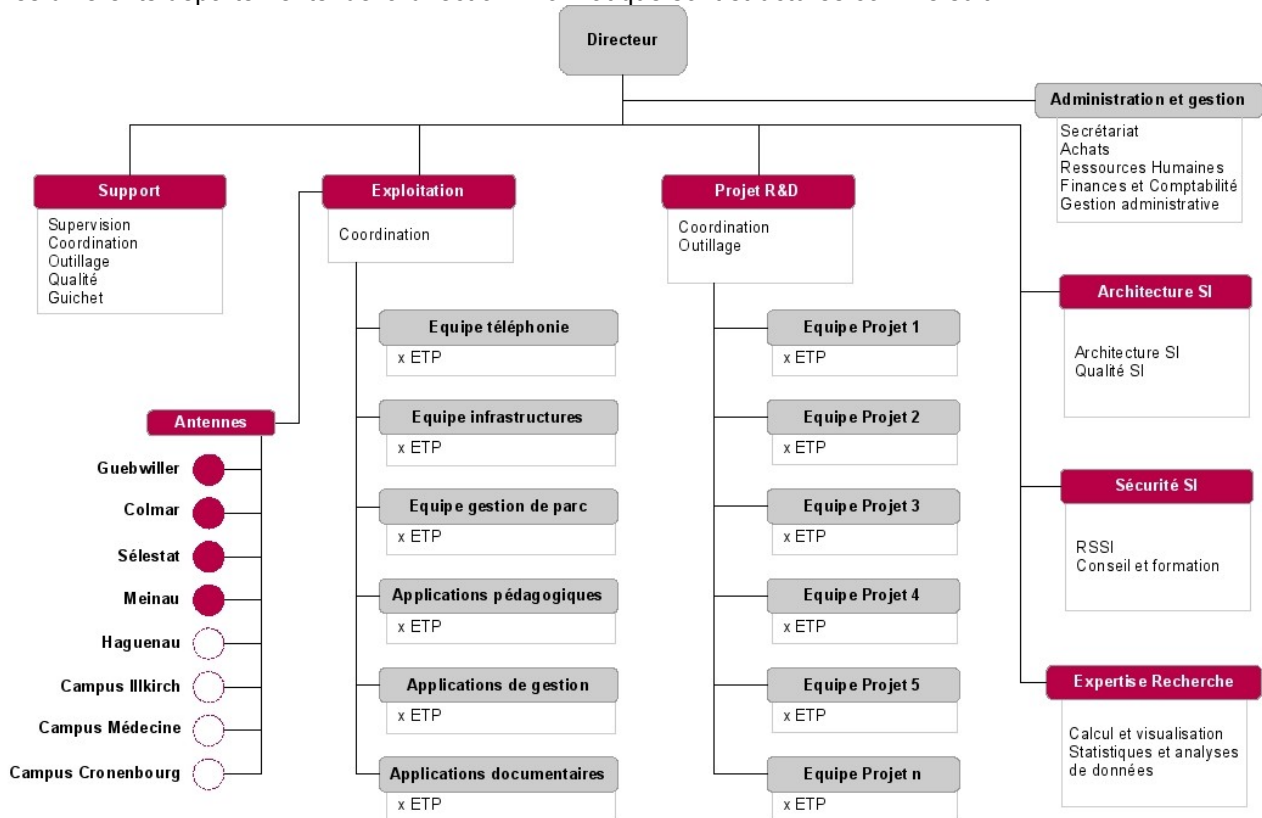 Directeur
Administration et gestion
Secrétariat
Achats
Ressources Humaines
Finances et Comptabilité
Gestion administrative
Support
Supervision
Coordination
Outillage
Qualité
Guichet
Exploitation
Coordination
Projet R&D
Coordination
Outillage
Antennes
Guebwiller
Colmar
Sélestat
Meinau
Haguenau
Campus Illkirch
Campus Médecine
Campus Cronenbourg
Equipe téléphonie
x ETP
Equipe infrastructures
x ETP
Equipe gestion de parc
x ETP
Applications pédagogiques
x ETP
Applications de gestion
x ETP
Applications documentaires
x ETP
Equipe Projet 1
x ETP
Equipe Projet 2
x ETP
Equipe Projet 3
x ETP
Equipe Projet 4
x ETP
Equipe Projet 5
x ETP
Equipe Projet n
x ETP
Architecture SI
Architecture SI
Qualité SI
Sécurité SI
RSSI
Conseil et formation
Expertise Recherche
Calcul et visualisation
Statistiques et analyses
de données